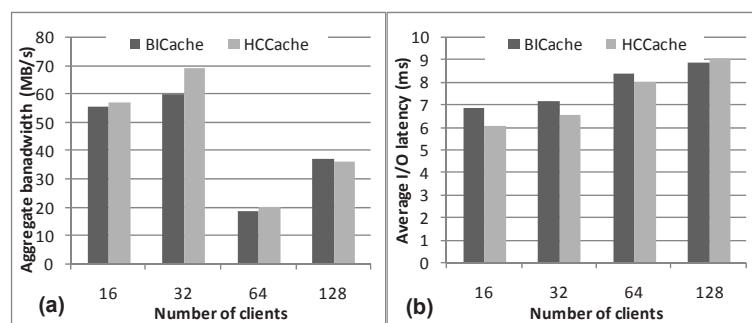 BICache HCCache
Aggregate banadwidth (MB/s)
80
70
60
50
40
30
20
10
0
16 32 64 128
Number of clients
(a)
BICache HCCache
Average I/O latency (ms)
10
9
8
7
6
5
4
3
2
1
0
16 32 64 128
Number of clients
(b)